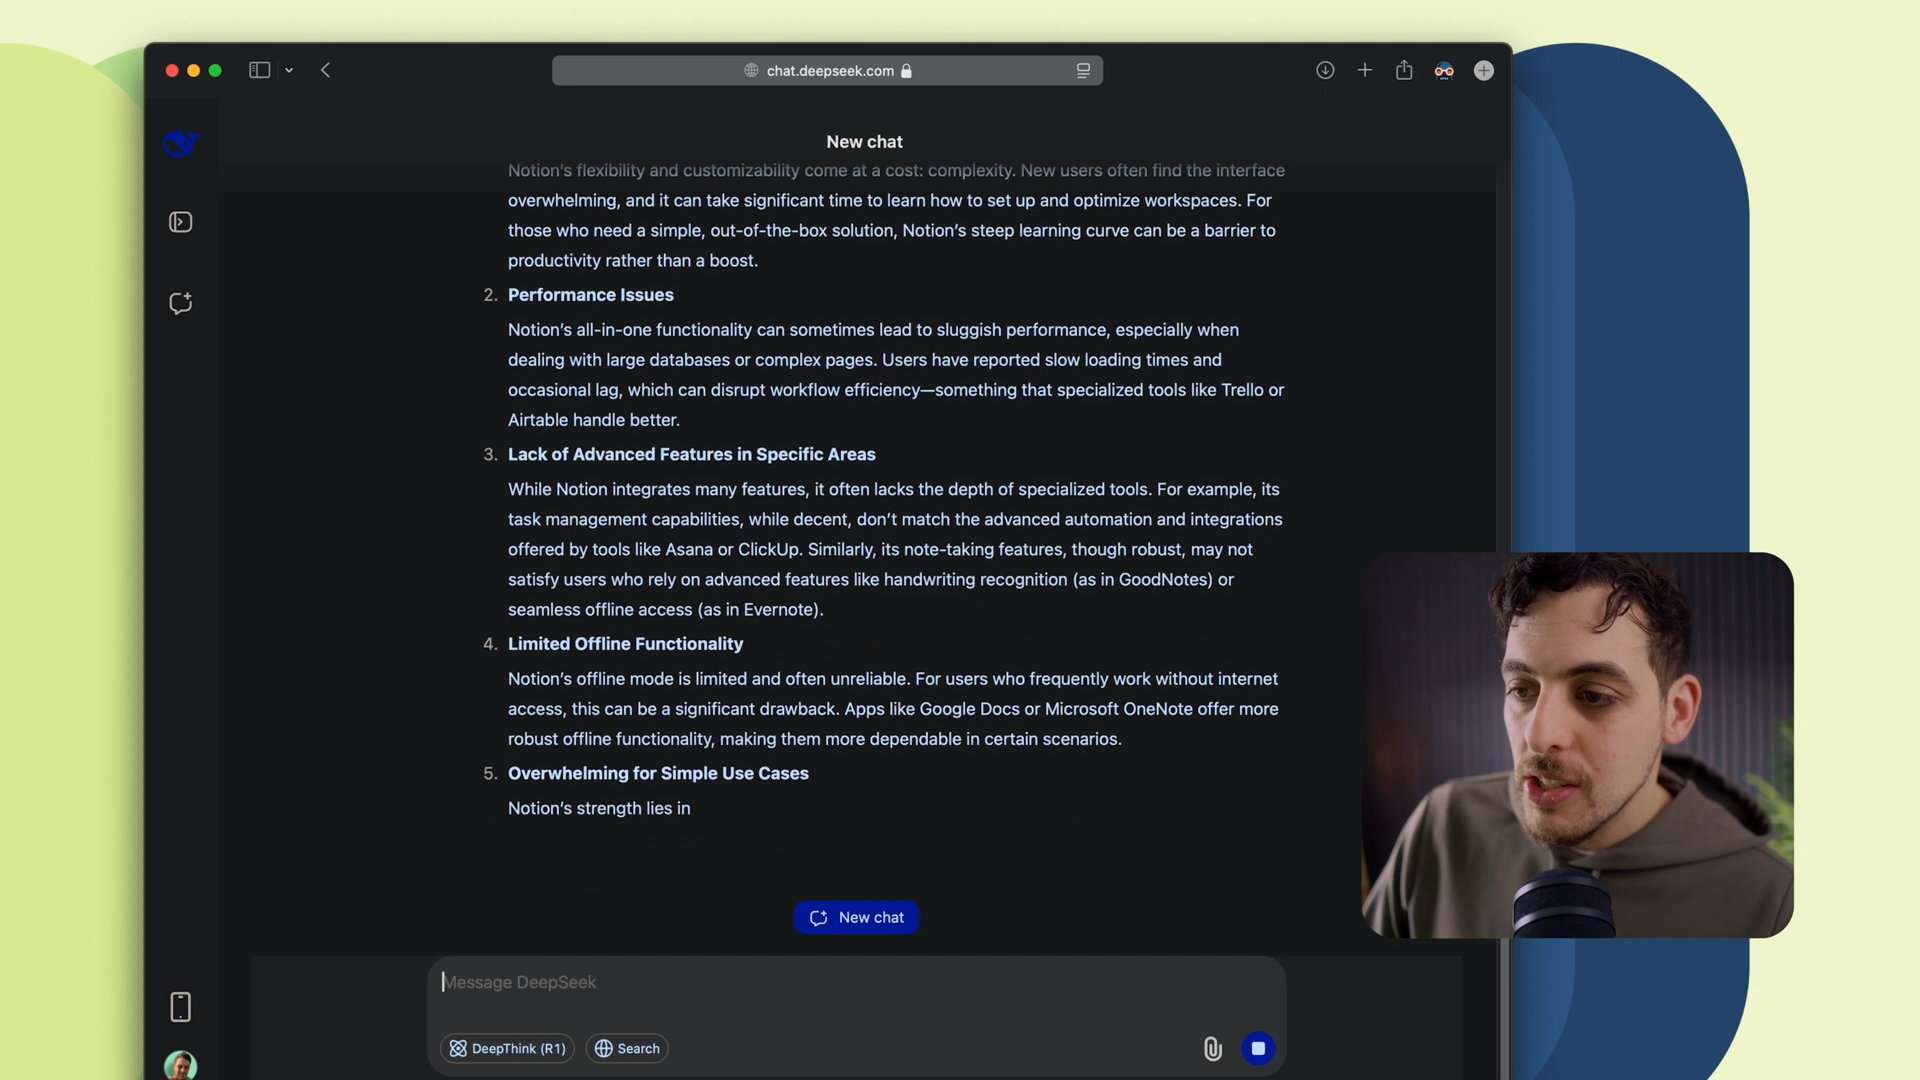 chat.deepseek.com
New chat
Notion’s flexibility and customizability come at a cost: complexity. New users often find the interface
overwhelming, and it can take significant time to learn how to set up and optimize workspaces. For
those who need a simple, out-of-the-box solution, Notion’s steep learning curve can be a barrier to
productivity rather than a boost.
2. Performance Issues
Notion’s all-in-one functionality can sometimes lead to sluggish performance, especially when
dealing with large databases or complex pages. Users have reported slow loading times and
occasional lag, which can disrupt workflow efficiency—something that specialized tools like Trello or
Airtable handle better.
3. Lack of Advanced Features in Specific Areas
While Notion integrates many features, it often lacks the depth of specialized tools. For example, its
task management capabilities, while decent, don’t match the advanced automation and integrations
offered by tools like Asana or ClickUp. Similarly, its note-taking features, though robust, may not
satisfy users who rely on advanced features like handwriting recognition (as in GoodNotes) or
seamless offline access (as in Evernote).
4. Limited Offline Functionality
Notion’s offline mode is limited and often unreliable. For users who frequently work without internet
access, this can be a significant drawback. Apps like Google Docs or Microsoft OneNote offer more
robust offline functionality, making them more dependable in certain scenarios.
5. Overwhelming for Simple Use Cases
Notion’s strength lies in
New chat
Message DeepSeek
DeepThink (R1)
Search